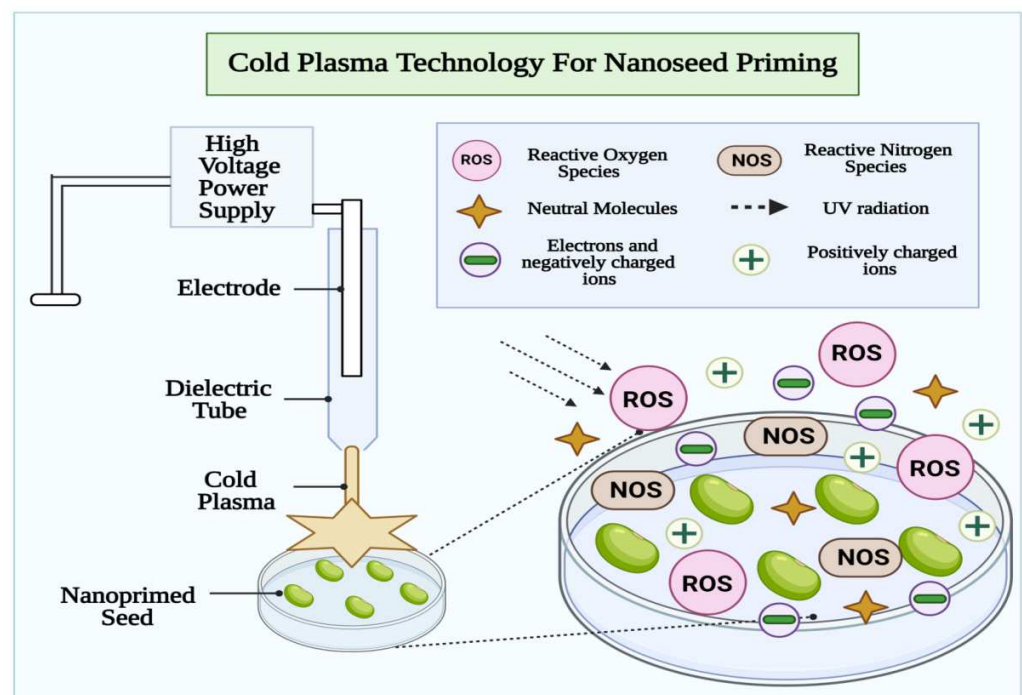 Cold Plasma Technology For Nanoseed Priming
High
Voltage
Power
Supply
Electrode
Dielectric
Tube
Cold
Plasma
Nanoprimed
Seed
ROS
Reactive Oxygen
Species
NOS
Reactive Nitrogen
Species
Neutral Molecules
UV radiation
Electrons and
negatively charged
ions
Positively charged
ions
ROS
ROS
NOS
ROS
NOS
NOS
ROS